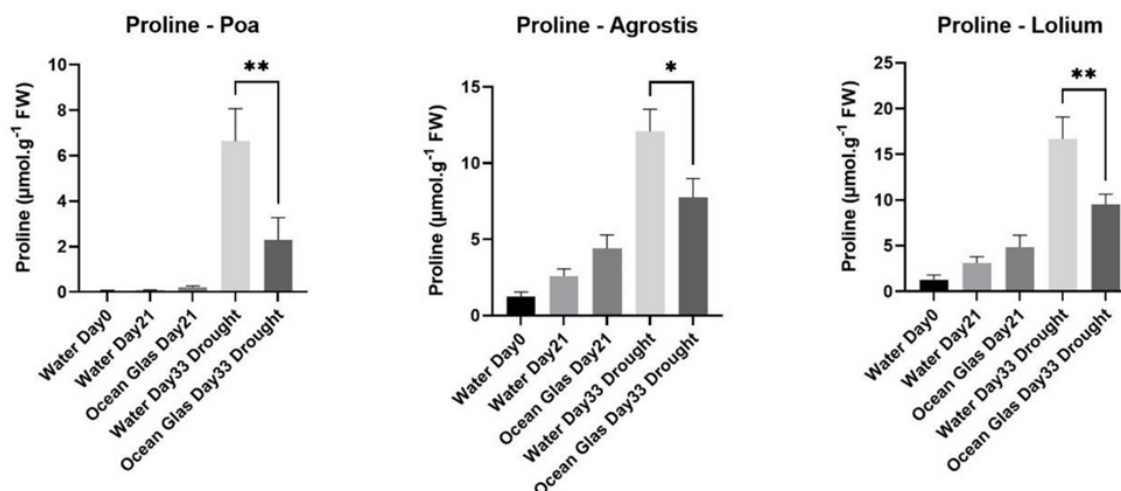 Proline - Poa
**
Proline (µmol.g⁻¹ FW)
10
8
6
4
2
0
Water Day0
Water Day21
Ocean Glas Day21
Water Day33 Drought
Ocean Glas Day33 Drought
Proline - Agrostis
*
Proline (µmol.g⁻¹ FW)
15
10
5
0
Water Day0
Water Day21
Ocean Glas Day21
Water Day33 Drought
Ocean Glas Day33 Drought
Proline - Lolium
**
Proline (µmol.g⁻¹ FW)
25
20
15
10
5
0
Water Day0
Water Day21
Ocean Glas Day21
Water Day33 Drought
Ocean Glas Day33 Drought